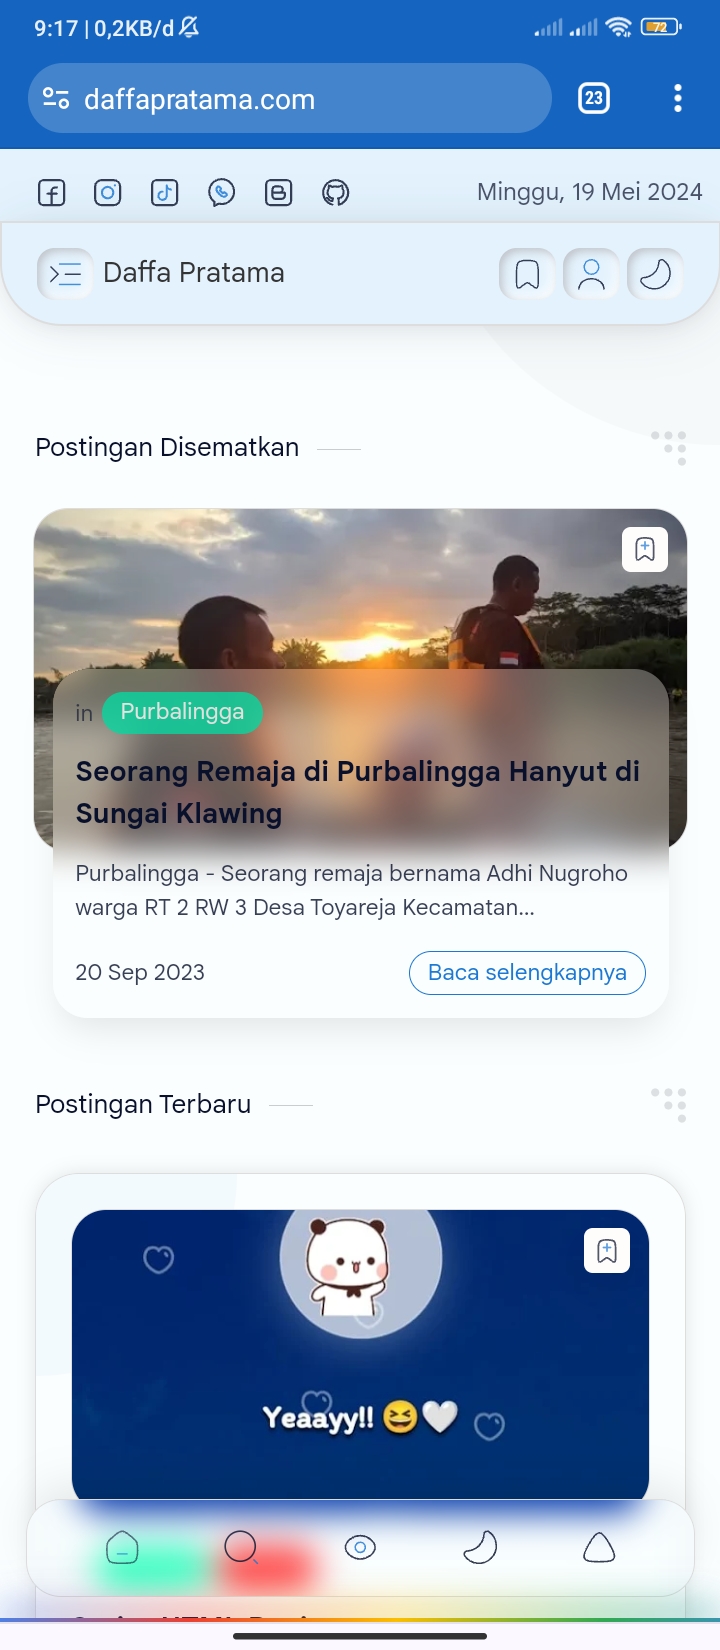 9:17 | 0,2KB/d
72
daffapratama.com
23
Minggu, 19 Mei 2024
Daffa Pratama
Postingan Disematkan
in Purbalingga
Seorang Remaja di Purbalingga Hanyut di
Sungai Klawing
Purbalingga - Seorang remaja bernama Adhi Nugroho
warga RT 2 RW 3 Desa Toyareja Kecamatan...
20 Sep 2023
Baca selengkapnya
Postingan Terbaru
Yeaayy!! 😆🤍